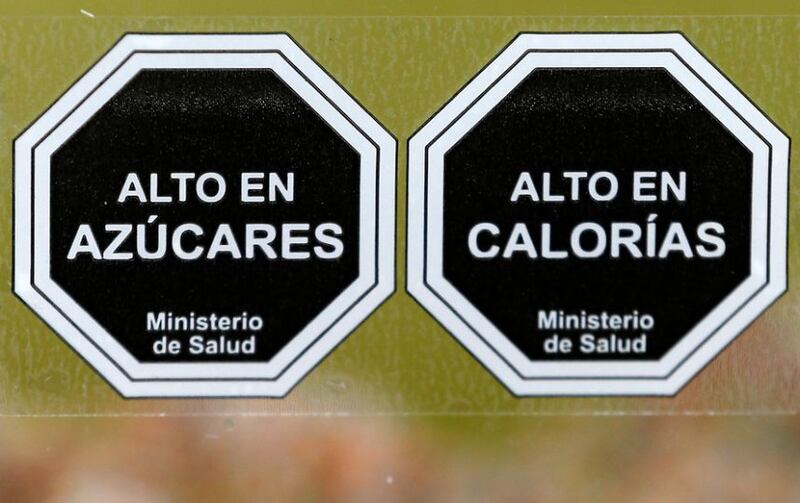 ALTO EN
AZÚCARES
Ministerio
de Salud
ALTO EN
CALORÍAS
Ministerio
de Salud